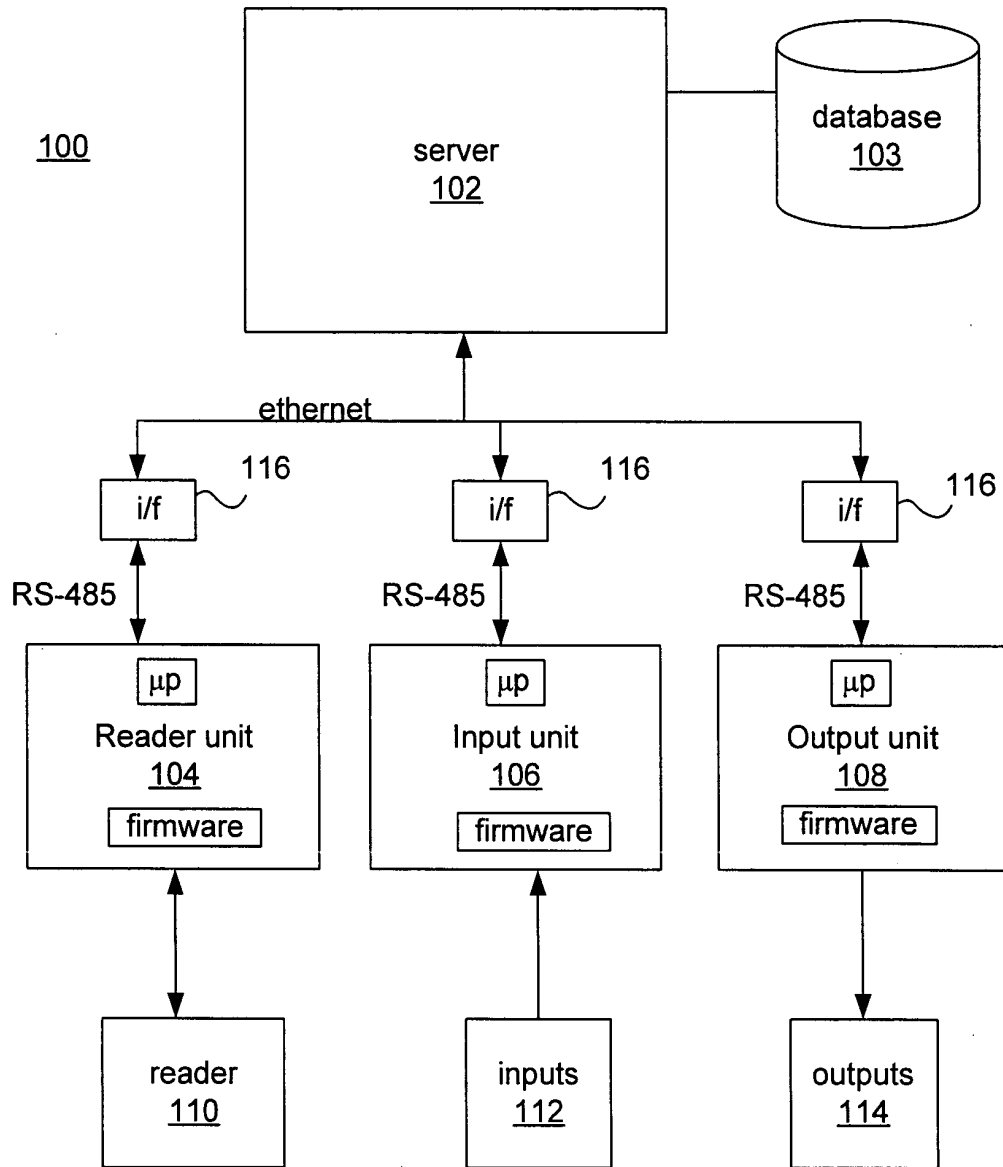 100
server
102
database
103
ethernet
i/f
116
i/f
116
i/f
116
RS-485
RS-485
RS-485
µp
Reader unit
104
firmware
µp
Input unit
106
firmware
µp
Output unit
108
firmware
reader
110
inputs
112
outputs
114